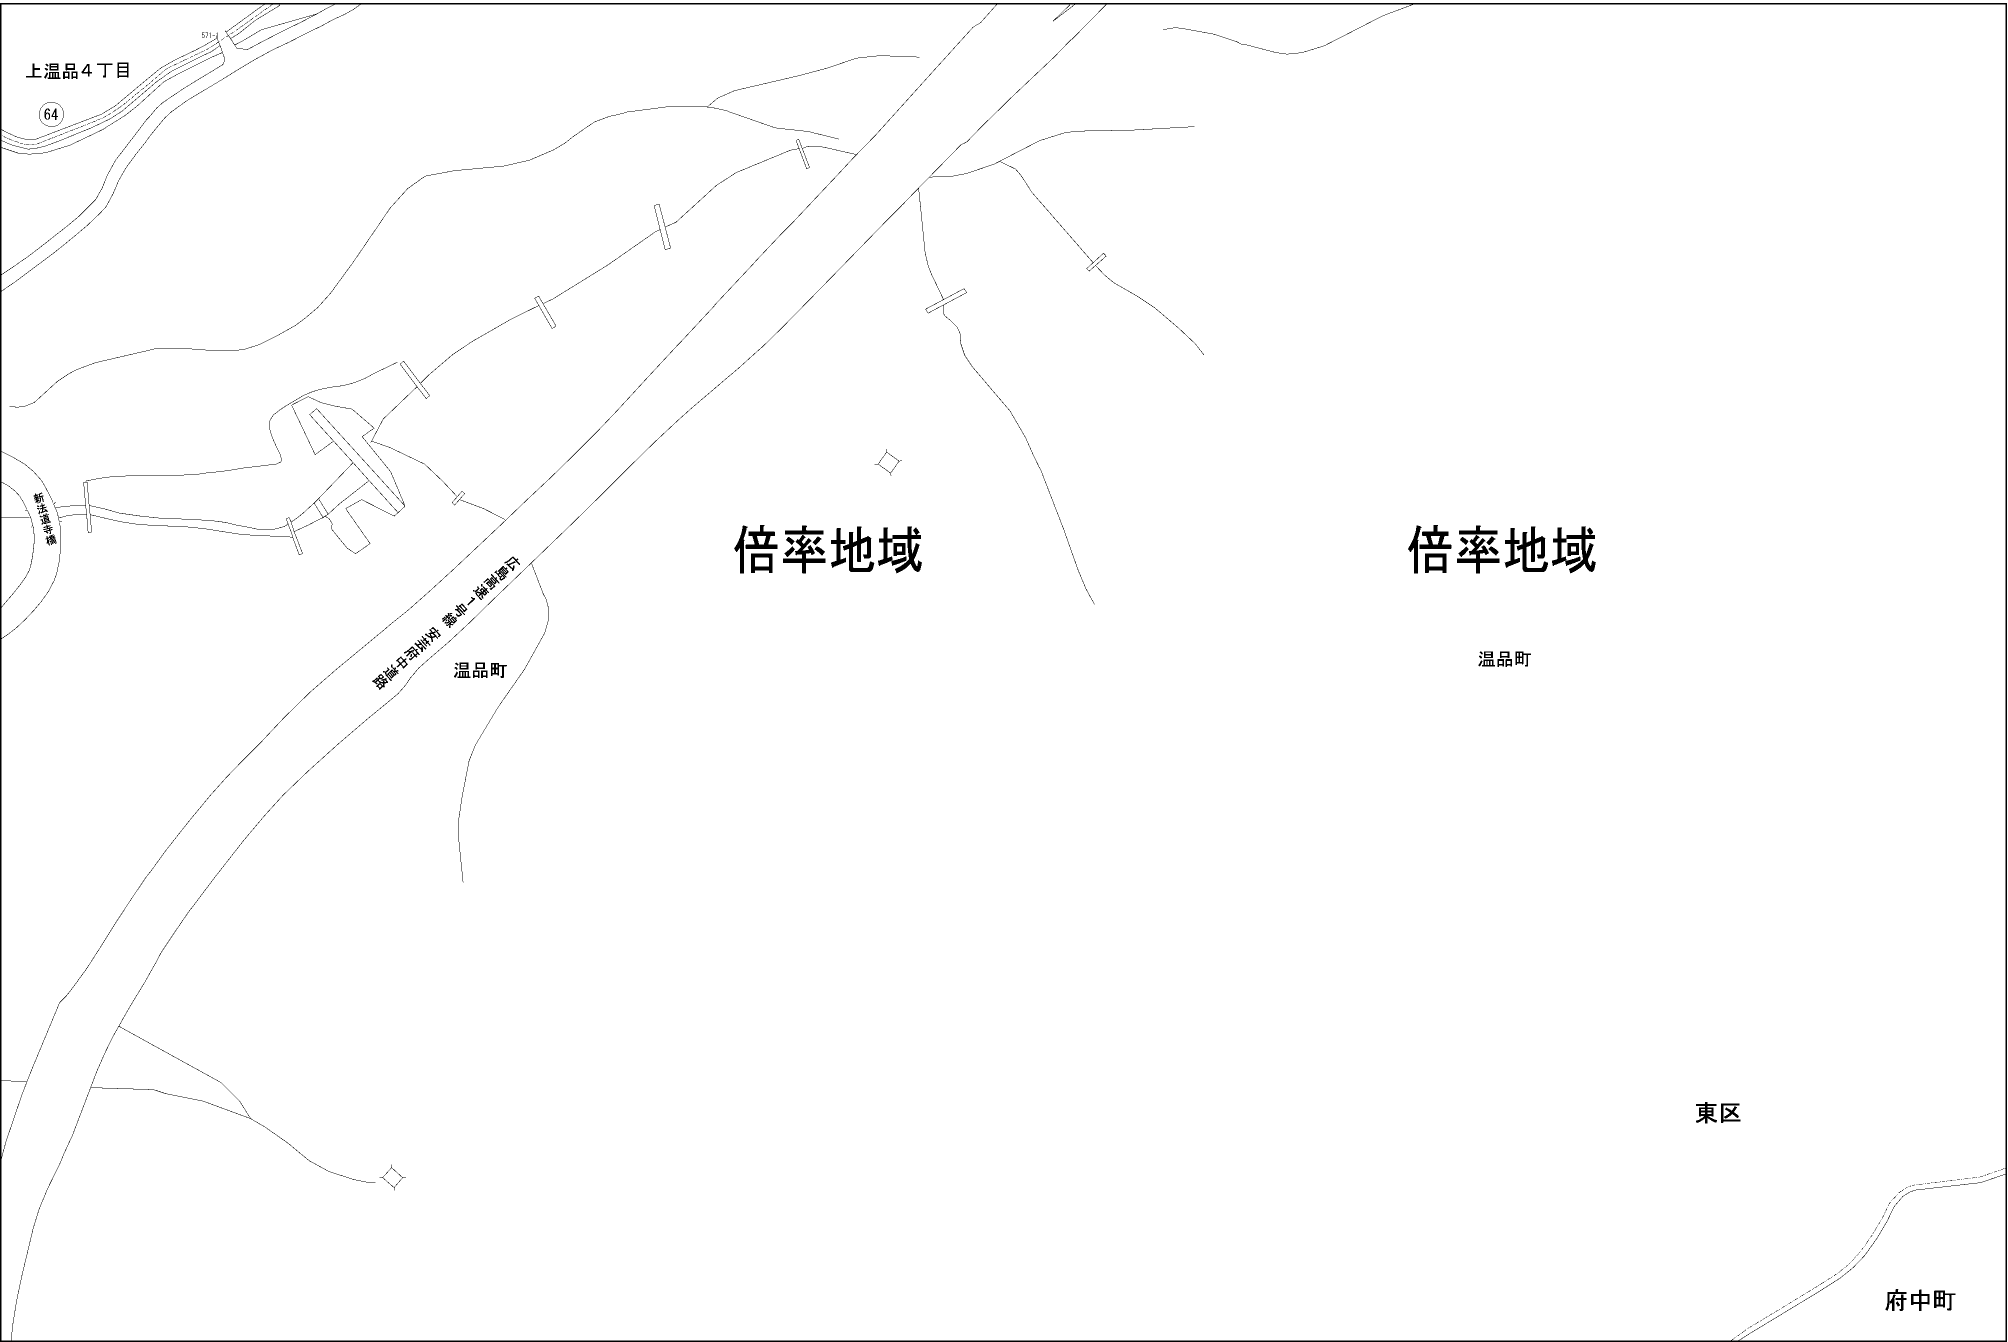 571-1
上温品４丁目
64
新法道寺橋
倍率地域
倍率地域
広島高速1号線 安芸府中道路
温品町
温品町
東区
府中町